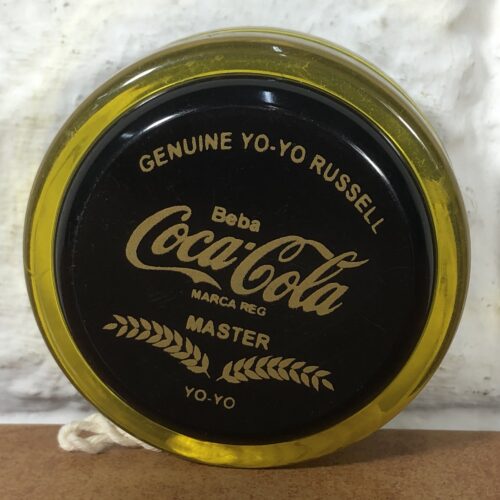 GENUINE YO-YO RUSSELL
Beba
Coca-Cola
MARCA REG
MASTER
YO-YO